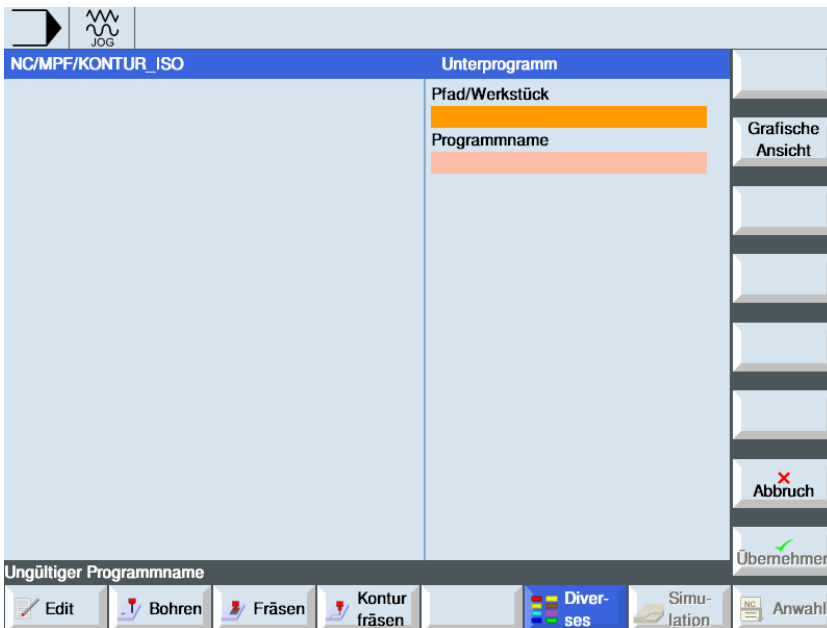 JOG
NC/MPF/KONTUR_ISO
Unterprogramm
Pfad/Werkstück
Programmname
Grafische
Ansicht
Abbruch
Übernehmen
Ungültiger Programmname
Edit
Bohren
Fräsen
Kontur
fräsen
Diver-
ses
Simu-
lation
NC
Anwahl